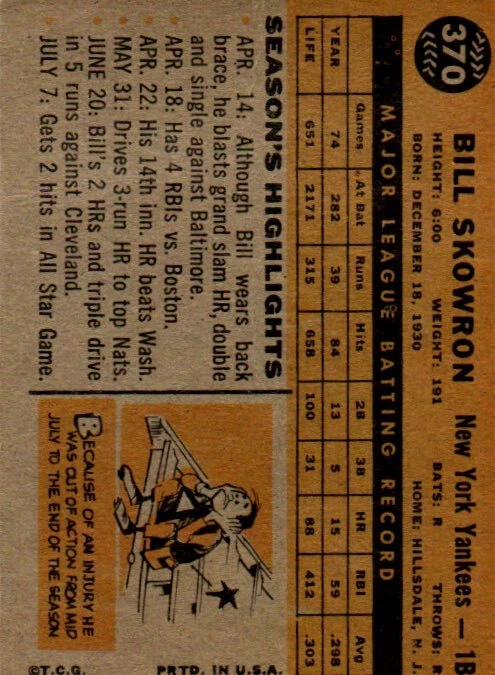 370
BILL SKOWRON New York Yankees — 1B
HEIGHT: 6:00 WEIGHT: 191 BATS: R THROWS: R
BORN: DECEMBER 18, 1930 HOME: HILLSDALE, N. J.
MAJOR LEAGUE BATTING RECORD
Games At Bat Runs Hits 2B 3B HR RBI Avg
YEAR 74 282 39 84 13 5 15 59 .298
LIFE 651 2171 315 658 100 31 88 412 .303
SEASON'S HIGHLIGHTS
• APR. 14: Although Bill wears back
brace, he blasts grand slam HR, double
and single against Baltimore.
• APR. 18: Has 4 RBIs vs. Boston.
• APR. 22: His 14th inn. HR beats Wash.
• MAY 31: Drives 3-run HR to top Nats.
• JUNE 20: Bill's 2 HRs and triple drive
in 5 runs against Cleveland.
• JULY 7: Gets 2 hits in All Star Game.
BECAUSE OF AN INJURY HE
WAS OUT OF ACTION FROM MID
JULY TO THE END OF THE SEASON
©T.C.G. PRTD. IN U.S.A.